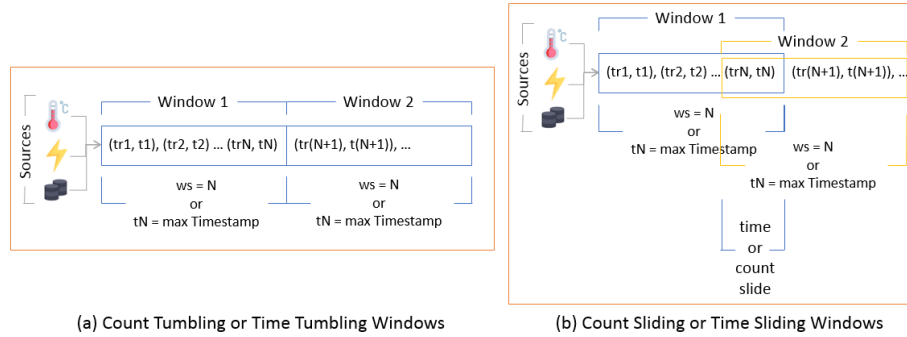 Sources
°C
Window 1
Window 2
(tr1, t1), (tr2, t2) ... (trN, tN)
(tr(N+1), t(N+1)), ...
ws = N
or
tN = max Timestamp
ws = N
or
tN = max Timestamp
(a) Count Tumbling or Time Tumbling Windows
Sources
°C
Window 1
Window 2
(tr1, t1), (tr2, t2) ... (trN, tN)
(tr(N+1), t(N+1)), ...
ws = N
or
tN = max Timestamp
ws = N
or
tN = max Timestamp
time
or
count
slide
(b) Count Sliding or Time Sliding Windows